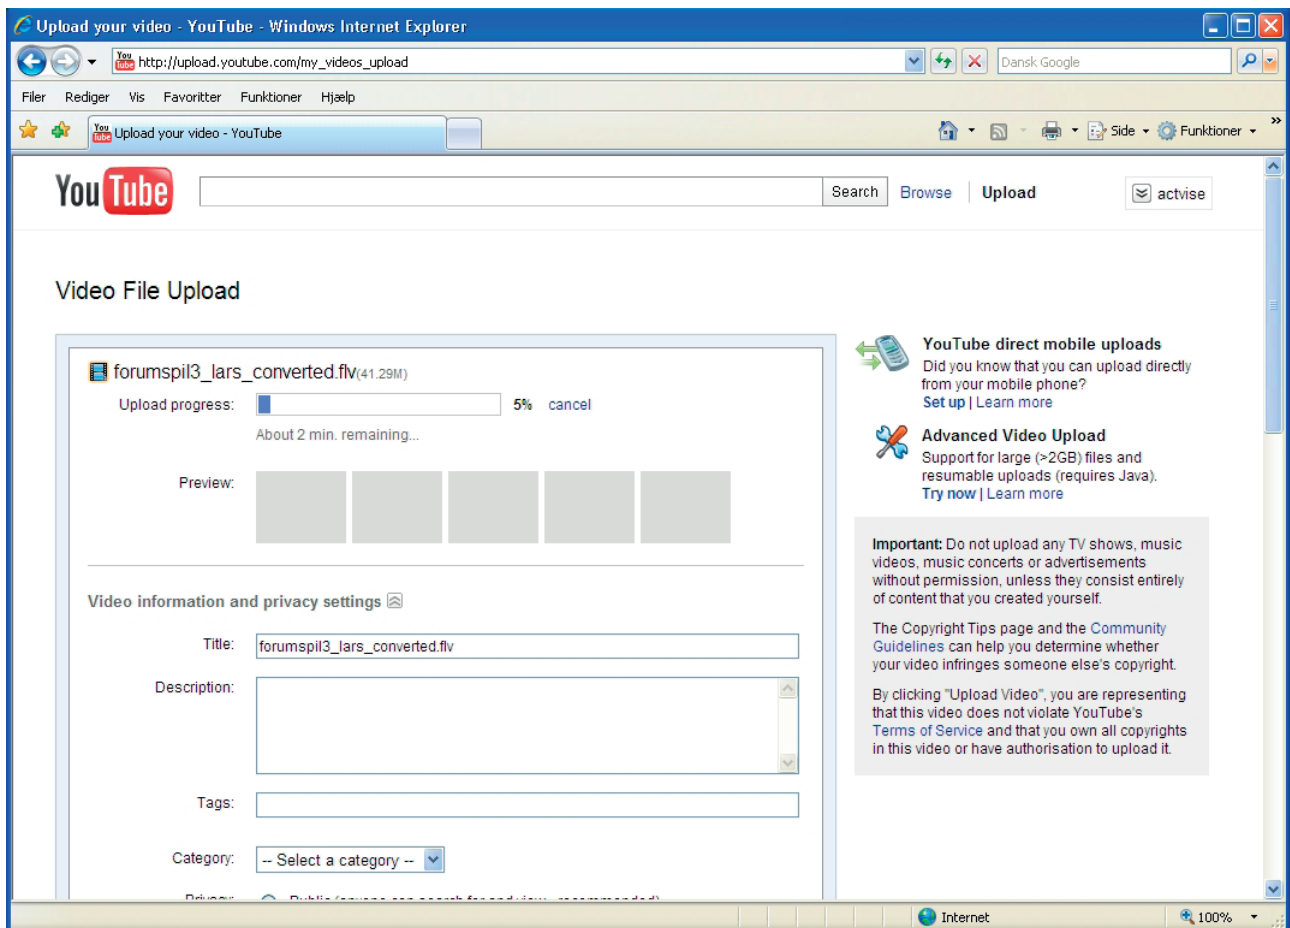 Upload your video - YouTube - Windows Internet Explorer
http://upload.youtube.com/my_videos_upload
Dansk Google
Filer Rediger Vis Favoritter Funktioner Hjælp
Upload your video - YouTube
Side Funktioner »
YouTube
Search Browse Upload actvise
Video File Upload
forumspil3_lars_converted.flv(41.29M)
Upload progress: 5% cancel
About 2 min. remaining...
Preview:
Video information and privacy settings
Title: forumspil3_lars_converted.flv
Description:
Tags:
Category: -- Select a category --
Privacy: Public (anyone can search for and view - recommended)
YouTube direct mobile uploads
Did you know that you can upload directly
from your mobile phone?
Set up | Learn more
Advanced Video Upload
Support for large (>2GB) files and
resumable uploads (requires Java).
Try now | Learn more
Important: Do not upload any TV shows, music
videos, music concerts or advertisements
without permission, unless they consist entirely
of content that you created yourself.
The Copyright Tips page and the Community
Guidelines can help you determine whether
your video infringes someone else's copyright.
By clicking "Upload Video", you are representing
that this video does not violate YouTube's
Terms of Service and that you own all copyrights
in this video or have authorisation to upload it.
Internet 100%